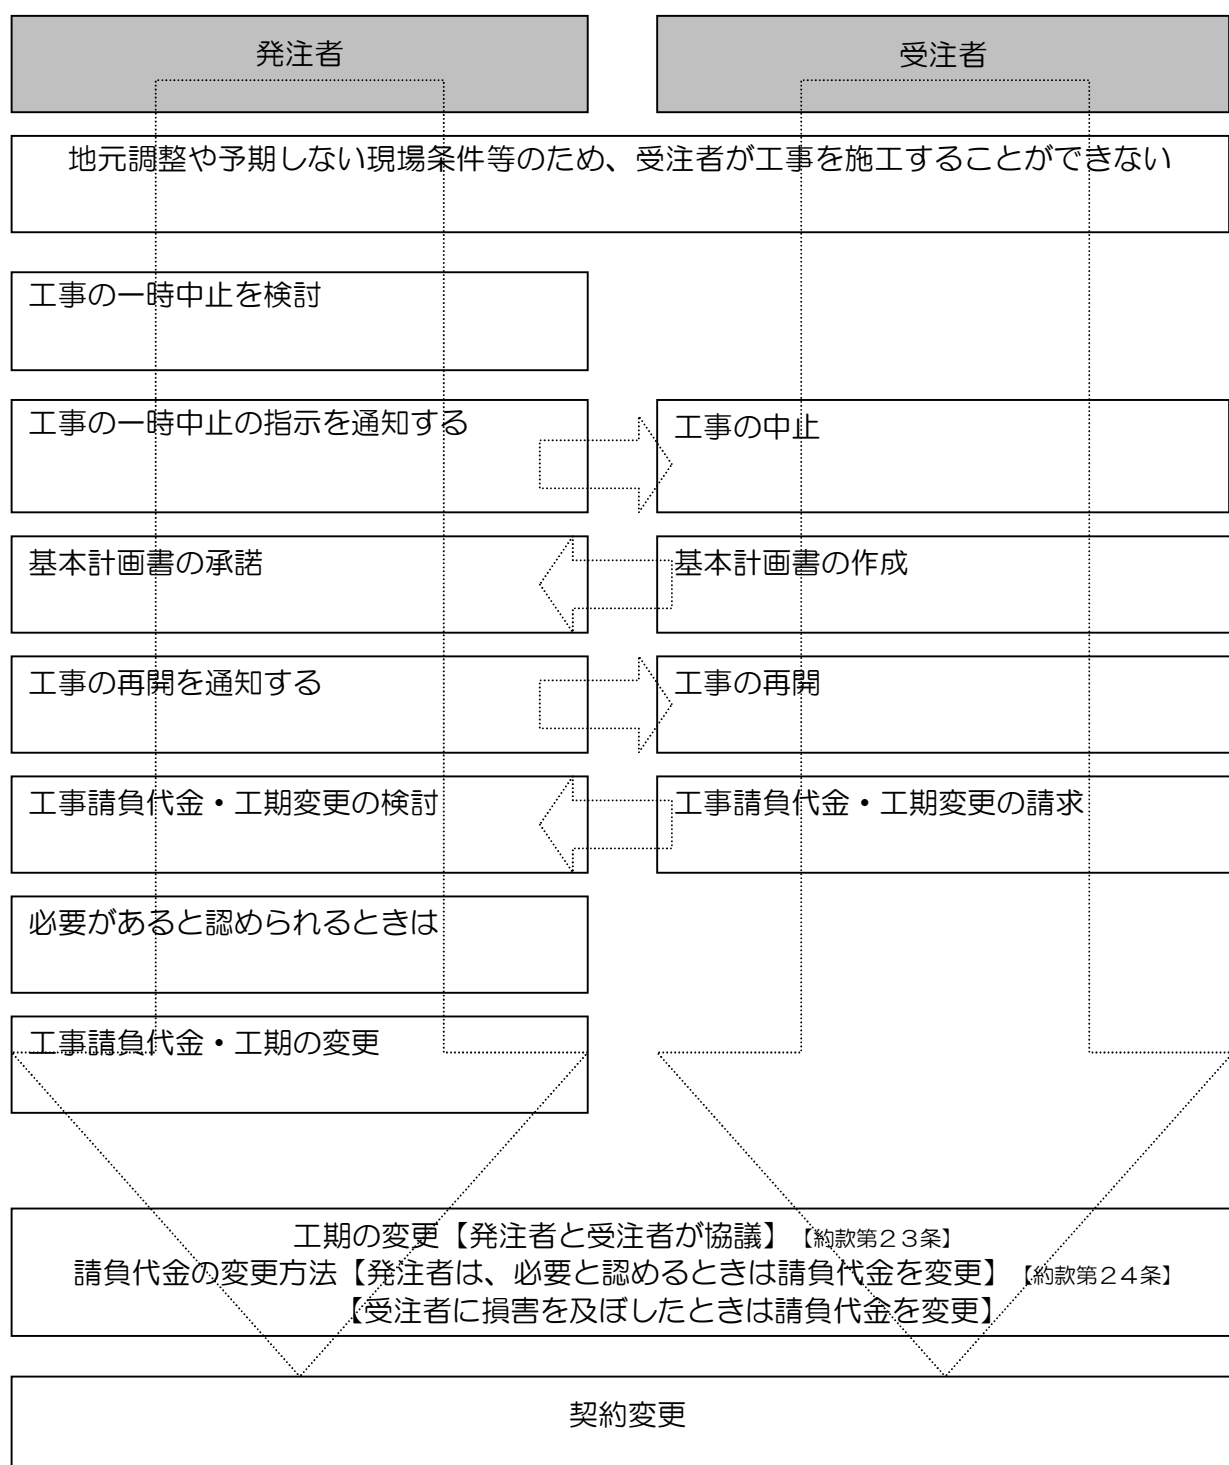 発注者
受注者
地元調整や予期しない現場条件等のため、受注者が工事を施工することができない
工事の一時中止を検討
工事の一時中止の指示を通知する
工事の中止
基本計画書の承諾
基本計画書の作成
工事の再開を通知する
工事の再開
工事請負代金・工期変更の検討
工事請負代金・工期変更の請求
必要があると認められるときは
工事請負代金・工期の変更
工期の変更【発注者と受注者が協議】【約款第２３条】
請負代金の変更方法【発注者は、必要と認めるときは請負代金を変更】【約款第２４条】
【受注者に損害を及ぼしたときは請負代金を変更】
契約変更